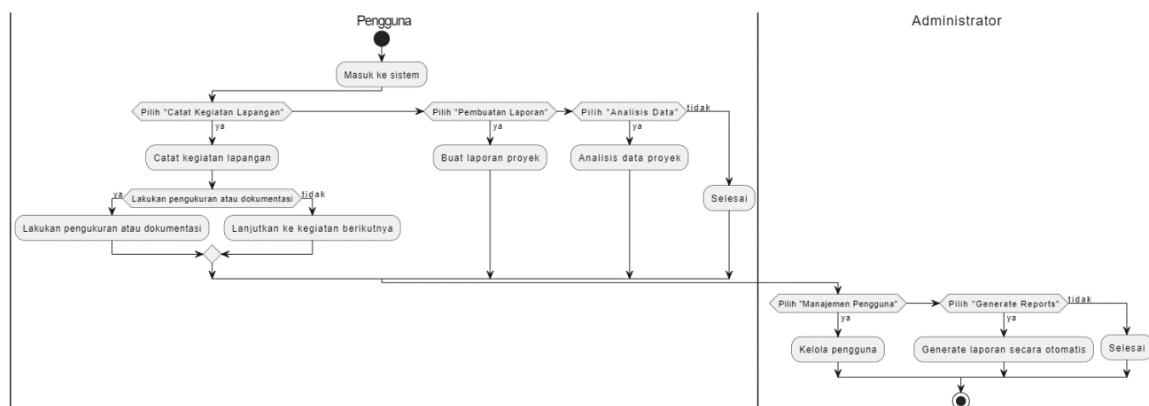 Pengguna
Administrator
Masuk ke sistem
Pilih "Catat Kegiatan Lapangan"
Pilih "Pembuatan Laporan"
Pilih "Analisis Data"
tidak
ya
ya
ya
Catat kegiatan lapangan
Buat laporan proyek
Analisis data proyek
ya
Lakukan pengukuran atau dokumentasi
tidak
Selesai
Lakukan pengukuran atau dokumentasi
Lanjutkan ke kegiatan berikutnya
Pilih "Manajemen Pengguna"
Pilih "Generate Reports"
tidak
ya
ya
Kelola pengguna
Generate laporan secara otomatis
Selesai